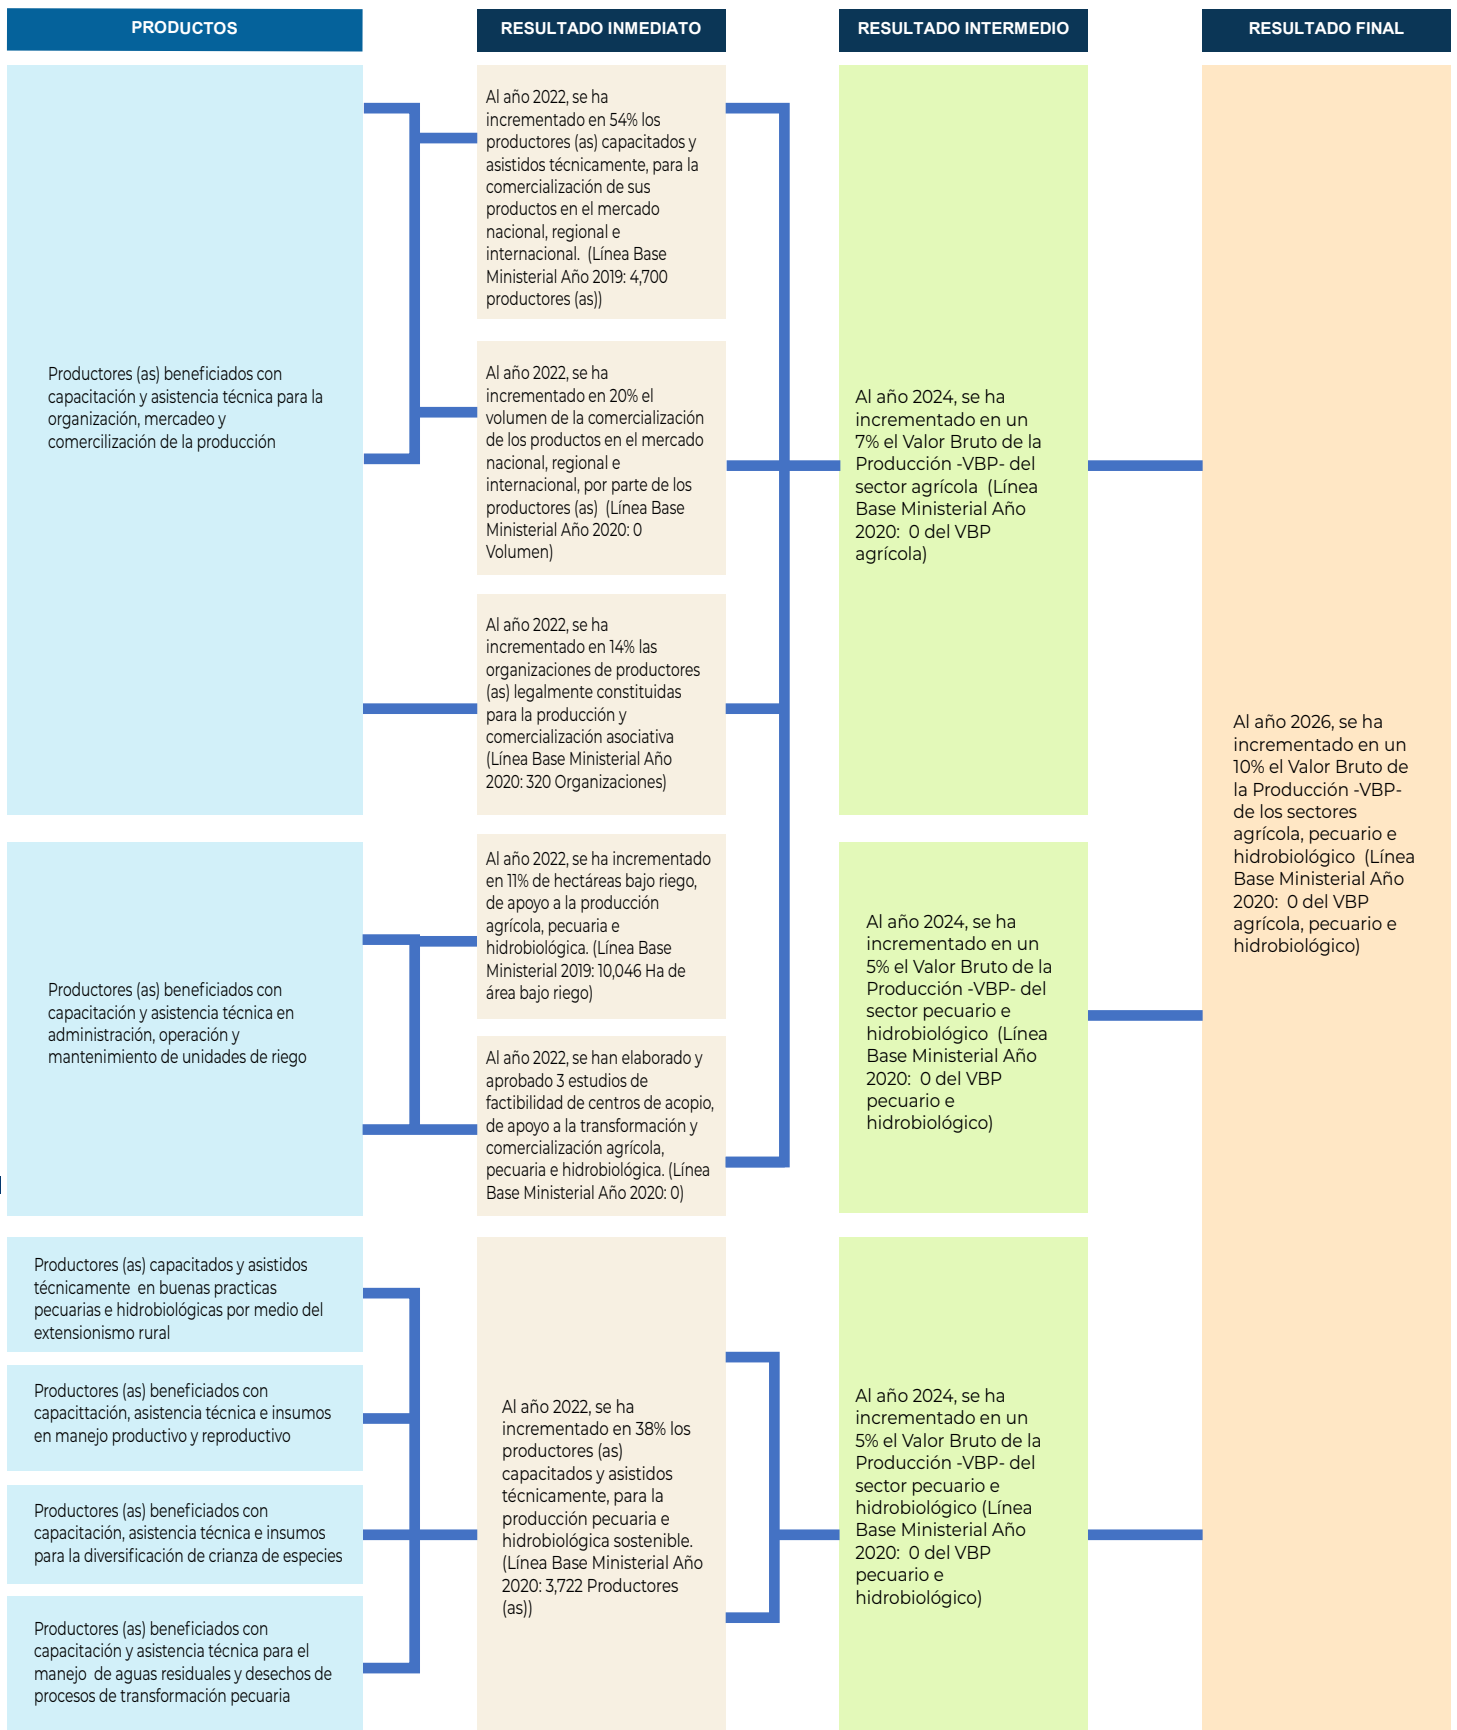 PRODUCTOS
RESULTADO INMEDIATO
RESULTADO INTERMEDIO
RESULTADO FINAL
Productores (as) beneficiados con
capacitación y asistencia técnica para la
organización, mercadeo y
comercilización de la producción
Al año 2022, se ha
incrementado en 54% los
productores (as) capacitados y
asistidos técnicamente, para la
comercialización de sus
productos en el mercado
nacional, regional e
internacional. (Línea Base
Ministerial Año 2019: 4,700
productores (as))
Al año 2022, se ha
incrementado en 20% el
volumen de la comercialización
de los productos en el mercado
nacional, regional e
internacional, por parte de los
productores (as) (Línea Base
Ministerial Año 2020: 0
Volumen)
Al año 2022, se ha
incrementado en 14% las
organizaciones de productores
(as) legalmente constituidas
para la producción y
comercialización asociativa
(Línea Base Ministerial Año
2020: 320 Organizaciones)
Al año 2024, se ha
incrementado en un
7% el Valor Bruto de la
Producción -VBP- del
sector agrícola (Línea
Base Ministerial Año
2020: 0 del VBP
agrícola)
Al año 2026, se ha
incrementado en un
10% el Valor Bruto de
la Producción -VBP-
de los sectores
agrícola, pecuario e
hidrobiológico (Línea
Base Ministerial Año
2020: 0 del VBP
agrícola, pecuario e
hidrobiológico)
Productores (as) beneficiados con
capacitación y asistencia técnica en
administración, operación y
mantenimiento de unidades de riego
Al año 2022, se ha incrementado
en 11% de hectáreas bajo riego,
de apoyo a la producción
agrícola, pecuaria e
hidrobiológica. (Línea Base
Ministerial 2019: 10,046 Ha de
área bajo riego)
Al año 2022, se han elaborado y
aprobado 3 estudios de
factibilidad de centros de acopio,
de apoyo a la transformación y
comercialización agrícola,
pecuaria e hidrobiológica. (Línea
Base Ministerial Año 2020: 0)
Al año 2024, se ha
incrementado en un
5% el Valor Bruto de la
Producción -VBP- del
sector pecuario e
hidrobiológico (Línea
Base Ministerial Año
2020: 0 del VBP
pecuario e
hidrobiológico)
Productores (as) capacitados y asistidos
técnicamente en buenas practicas
pecuarias e hidrobiológicas por medio del
extensionismo rural
Productores (as) beneficiados con
capacittación, asistencia técnica e insumos
en manejo productivo y reproductivo
Productores (as) beneficiados con
capacitación, asistencia técnica e insumos
para la diversificación de crianza de especies
Productores (as) beneficiados con
capacitación y asistencia técnica para el
manejo de aguas residuales y desechos de
procesos de transformación pecuaria
Al año 2022, se ha
incrementado en 38% los
productores (as)
capacitados y asistidos
técnicamente, para la
producción pecuaria e
hidrobiológica sostenible.
(Línea Base Ministerial Año
2020: 3,722 Productores
(as))
Al año 2024, se ha
incrementado en un
5% el Valor Bruto de la
Producción -VBP- del
sector pecuario e
hidrobiológico (Línea
Base Ministerial Año
2020: 0 del VBP
pecuario e
hidrobiológico)